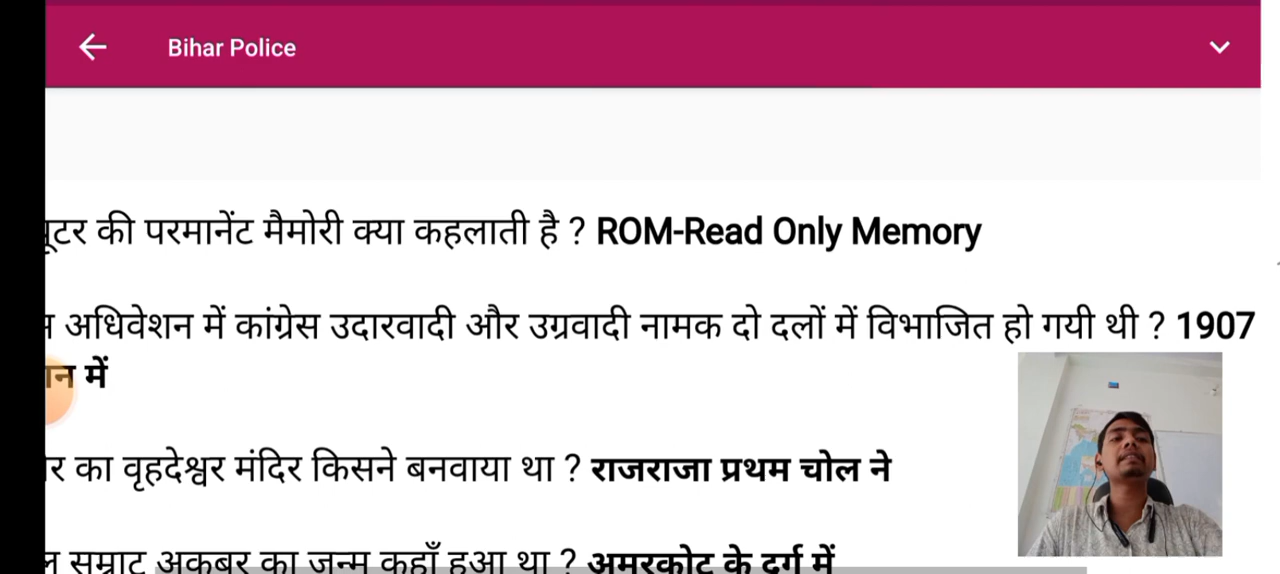 Bihar Police
की परमानेंट मैमोरी क्या कहलाती है ? ROM-Read Only Memory
अधिवेशन में कांग्रेस उदारवादी और उग्रवादी नामक दो दलों में विभाजित हो गयी थी ? 1907
में
का वृहदेश्वर मंदिर किसने बनवाया था ? राजराजा प्रथम चोल ने
सम्राट अकबर का जन्म कहाँ हुआ था ? अमरकोट के दुर्ग में